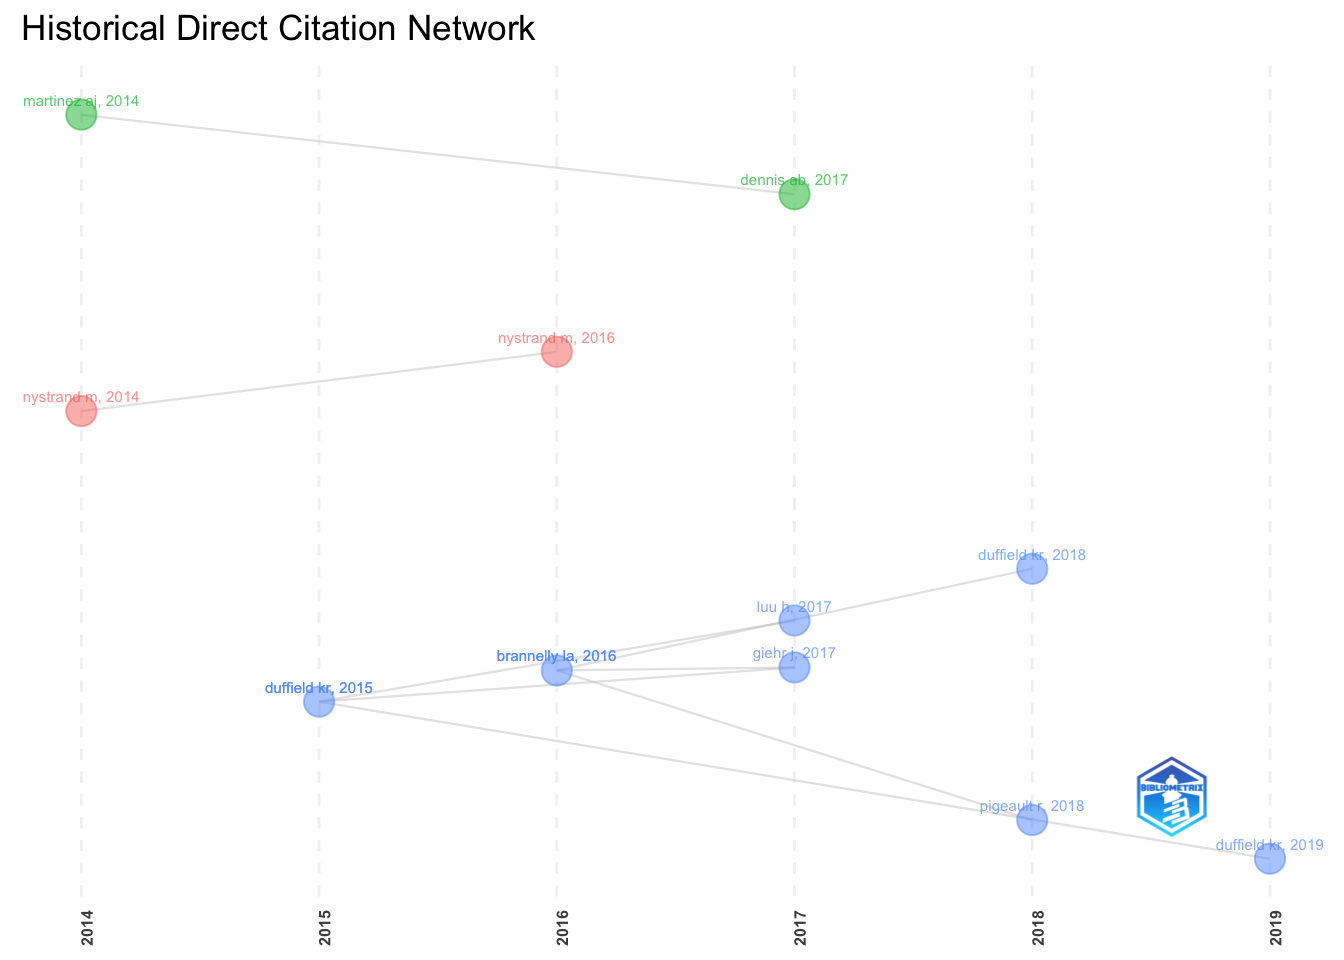 Historical Direct Citation Network
martinez aj, 2014
dennis ab, 2017
nystrand m, 2016
nystrand m, 2014
duffield kr, 2018
luu h, 2017
giehr j, 2017
brannelly la, 2016
duffield kr, 2015
BIBLIOMETRIX
pigeault r, 2018
duffield kr, 2019
2014
2015
2016
2017
2018
2019